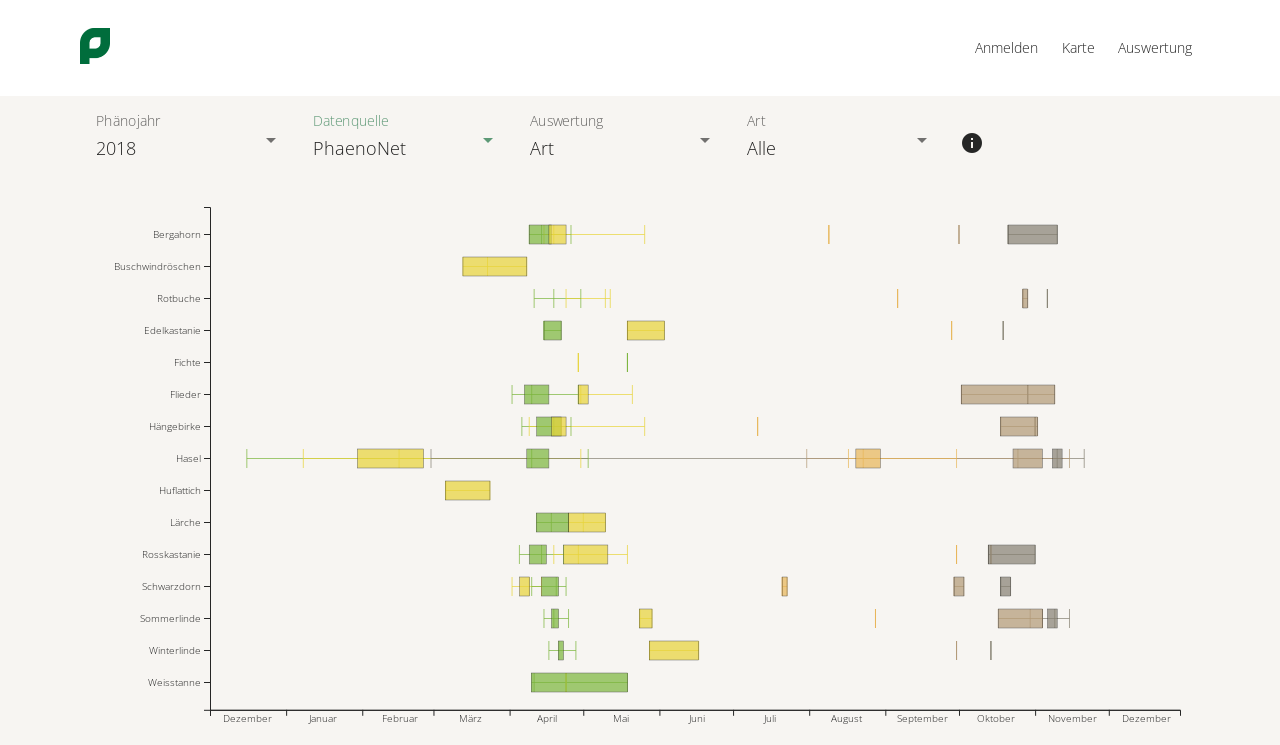 Anmelden Karte Auswertung
Phänojahr Datenquelle Auswertung Art
2018 PhaenoNet Art Alle
Bergahorn
Buschwindröschen
Rotbuche
Edelkastanie
Fichte
Flieder
Hängebirke
Hasel
Huflattich
Lärche
Rosskastanie
Schwarzdorn
Sommerlinde
Winterlinde
Weisstanne
Dezember Januar Februar März April Mai Juni Juli August September Oktober November Dezember